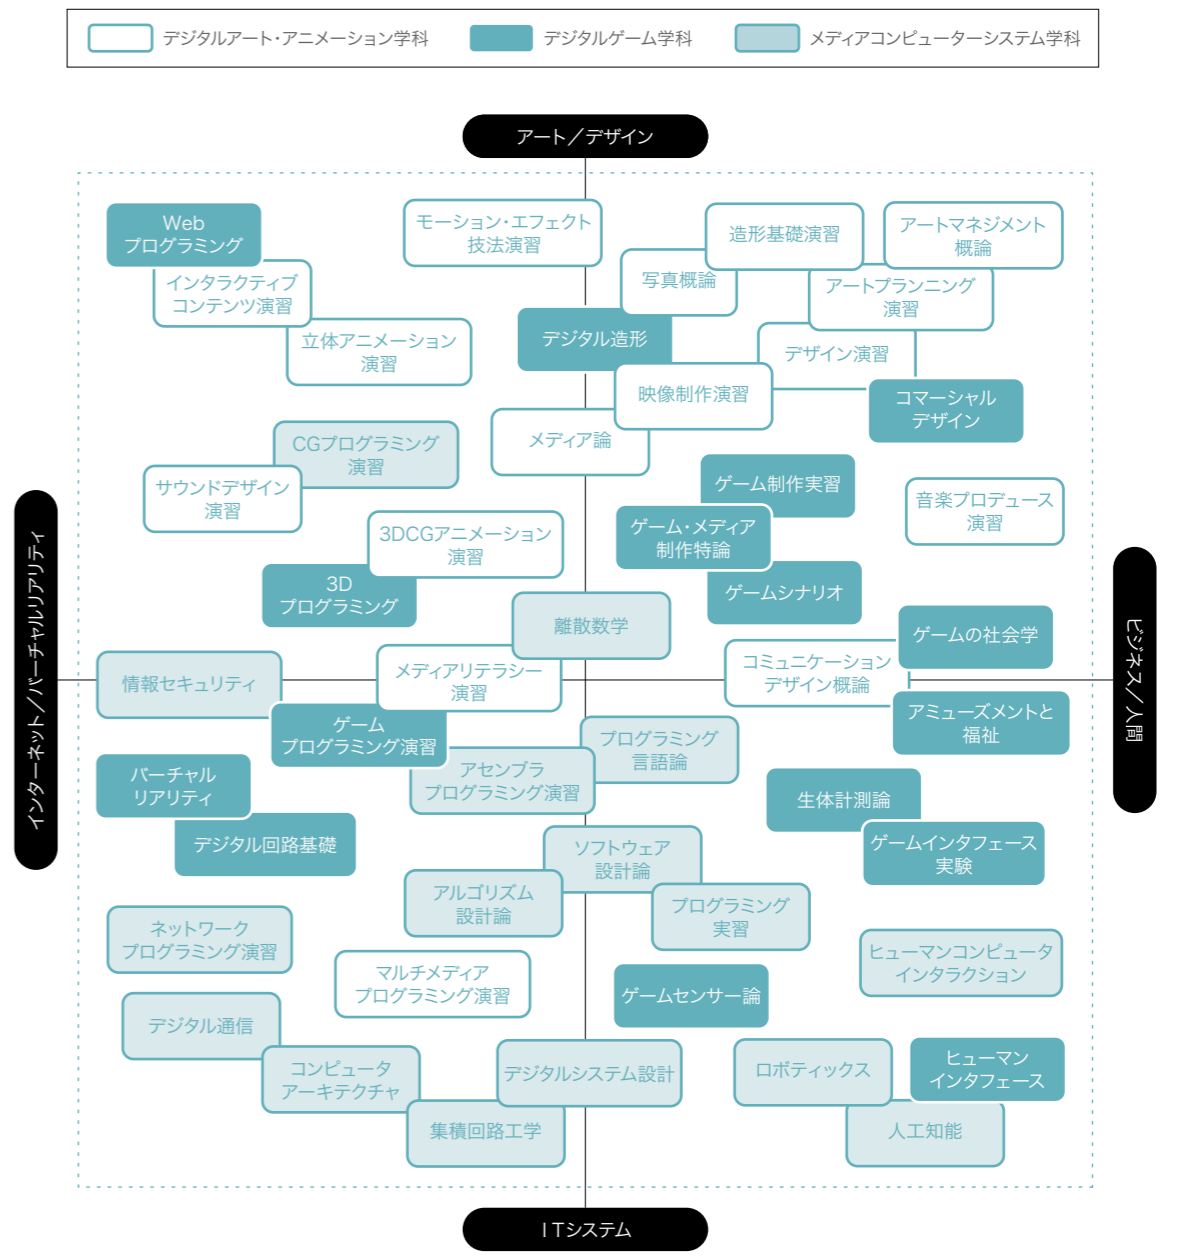 デジタルアート・アニメーション学科
デジタルゲーム学科
メディアコンピューターシステム学科
アート／デザイン
Web
プログラミング
モーション・エフェクト
技法演習
造形基礎演習
アートマネジメント
概論
インタラクティブ
コンテンツ演習
写真概論
アートプランニング
演習
立体アニメーション
演習
デジタル造形
デザイン演習
映像制作演習
コマーシャル
デザイン
メディア論
CGプログラミング
演習
サウンドデザイン
演習
ゲーム制作実習
音楽プロデュース
演習
3DCGアニメーション
演習
ゲーム・メディア
制作特論
3D
プログラミング
ゲームシナリオ
離散数学
ゲームの社会学
インターネット／バーチャルリアリティ
ビジネス／人間
情報セキュリティ
メディアリテラシー
演習
コミュニケーション
デザイン概論
ゲーム
プログラミング演習
アミューズメントと
福祉
プログラミング
言語論
バーチャル
リアリティ
アセンブラ
プログラミング演習
生体計測論
デジタル回路基礎
ゲームインタフェース
実験
ソフトウェア
設計論
アルゴリズム
設計論
プログラミング
実習
ネットワーク
プログラミング演習
ヒューマンコンピュータ
インタラクション
マルチメディア
プログラミング演習
ゲームセンサー論
デジタル通信
コンピュータ
アーキテクチャ
デジタルシステム設計
ロボティックス
ヒューマン
インタフェース
集積回路工学
人工知能
ITシステム